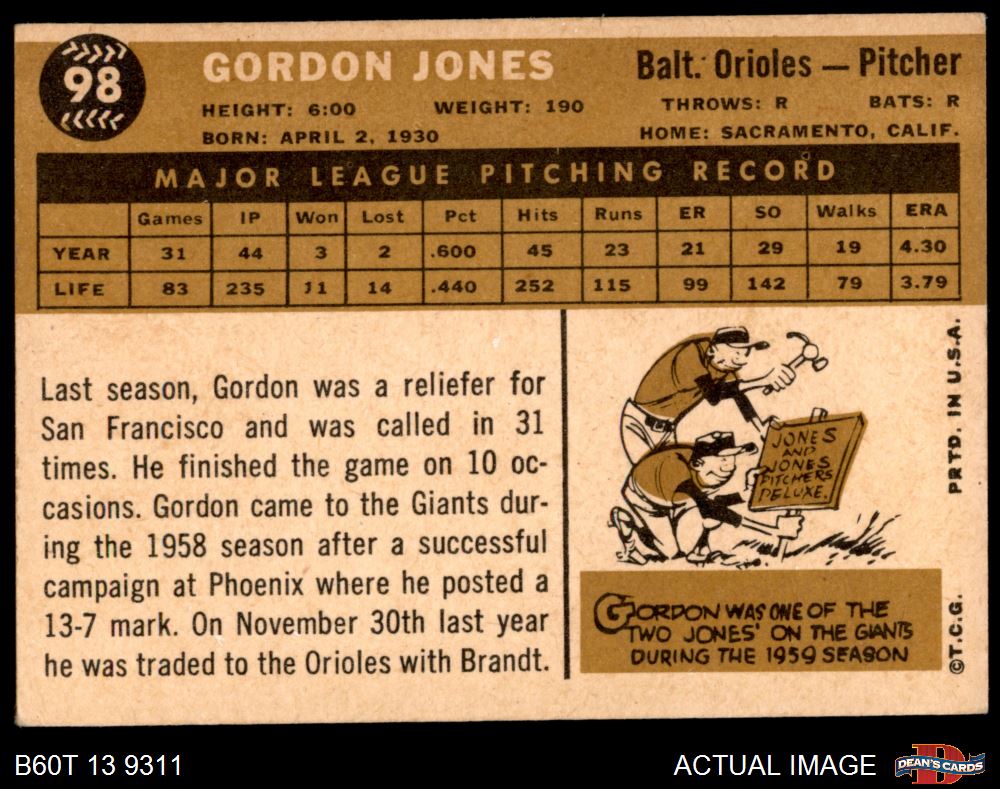 98
GORDON JONES
Balt. Orioles — Pitcher
HEIGHT: 6:00 WEIGHT: 190 THROWS: R BATS: R
BORN: APRIL 2, 1930 HOME: SACRAMENTO, CALIF.
MAJOR LEAGUE PITCHING RECORD
Games IP Won Lost Pct Hits Runs ER SO Walks ERA
YEAR 31 44 3 2 .600 45 23 21 29 19 4.30
LIFE 83 235 11 14 .440 252 115 99 142 79 3.79
Last season, Gordon was a reliefer for
San Francisco and was called in 31
times. He finished the game on 10 oc-
casions. Gordon came to the Giants dur-
ing the 1958 season after a successful
campaign at Phoenix where he posted a
13-7 mark. On November 30th last year
he was traded to the Orioles with Brandt.
JONES
AND
JONES
PITCHERS
DELUXE.
GORDON WAS ONE OF THE
TWO JONES' ON THE GIANTS
DURING THE 1959 SEASON
PRTD. IN U.S.A.
©T.C.G.
B60T 13 9311
ACTUAL IMAGE
DEAN'S CARDS